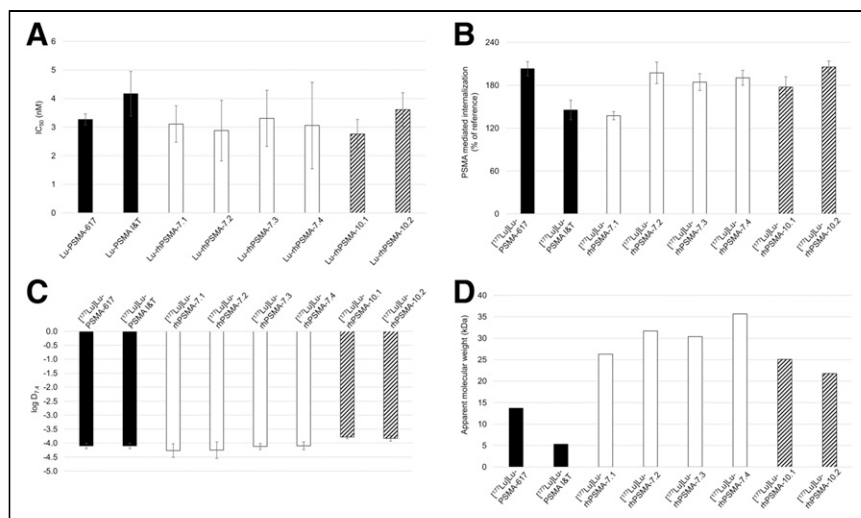 A
6
5
4
3
2
1
0
IC50 (nM)
Lu-PSMA-617
Lu-PSMA I&T
Lu-rhPSMA-7.1
Lu-rhPSMA-7.2
Lu-rhPSMA-7.3
Lu-rhPSMA-7.4
Lu-rhPSMA-10.1
Lu-rhPSMA-10.2
B
240
180
120
60
0
PSMA mediated internalization
(% of reference)
[177Lu]Lu-
PSMA-617
[177Lu]Lu-
PSMA I&T
[177Lu]Lu-
rhPSMA-7.1
[177Lu]Lu-
rhPSMA-7.2
[177Lu]Lu-
rhPSMA-7.3
[177Lu]Lu-
rhPSMA-7.4
[177Lu]Lu-
rhPSMA-10.1
[177Lu]Lu-
rhPSMA-10.2
C
[177Lu]Lu-
PSMA-617
[177Lu]Lu-
PSMA I&T
[177Lu]Lu-
rhPSMA-7.1
[177Lu]Lu-
rhPSMA-7.2
[177Lu]Lu-
rhPSMA-7.3
[177Lu]Lu-
rhPSMA-7.4
[177Lu]Lu-
rhPSMA-10.1
[177Lu]Lu-
rhPSMA-10.2
0.0
-0.5
-1.0
-1.5
-2.0
-2.5
-3.0
-3.5
-4.0
-4.5
-5.0
log D7.4
D
40
35
30
25
20
15
10
5
0
Apparent molecular weight (kDa)
[177Lu]Lu-
PSMA-617
[177Lu]Lu-
PSMA I&T
[177Lu]Lu-
rhPSMA-7.1
[177Lu]Lu-
rhPSMA-7.2
[177Lu]Lu-
rhPSMA-7.3
[177Lu]Lu-
rhPSMA-7.4
[177Lu]Lu-
rhPSMA-10.1
[177Lu]Lu-
rhPSMA-10.2